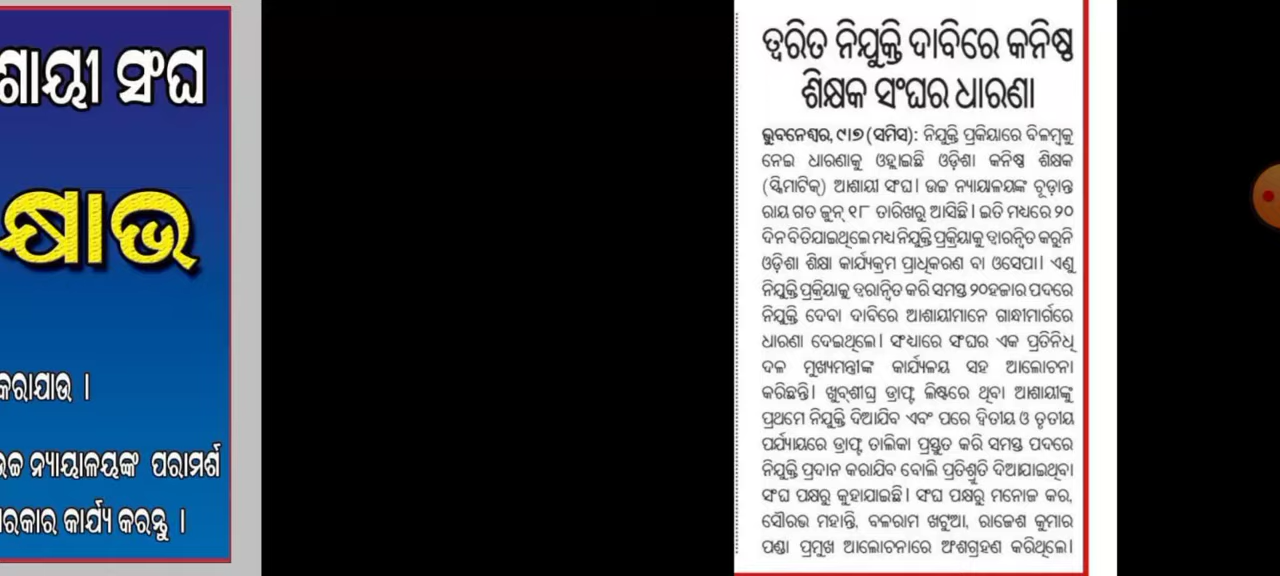 ଶାୟୀ ସଂଘ
କ୍ଷୋଭ
କରାଯାଉ ।
ଉଚ୍ଚ ନ୍ୟାୟାଳୟଙ୍କ ପରାମର୍ଶ
ସରକାର କାର୍ଯ୍ୟ କରନ୍ତୁ ।
ତ୍ୱରିତ ନିଯୁକ୍ତି ଦାବିରେ କନିଷ୍ଠ
ଶିକ୍ଷକ ସଂଘର ଧାରଣା
ଭୁବନେଶ୍ୱର, ୯।୭ (ସମିସ): ନିଯୁକ୍ତି ପ୍ରକିୟାରେ ବିଳମ୍ବକୁ
ନେଇ ଧାରଣାକୁ ଓହ୍ଲାଇଛି ଓଡ଼ିଶା କନିଷ୍ଠ ଶିକ୍ଷକ
(ସ୍କିମାଟିକ୍) ଆଶାୟୀ ସଂଘ। ଉଚ୍ଚ ନ୍ୟାୟାଳୟଙ୍କ ଚୂଡ଼ାନ୍ତ
ରାୟ ଗତ ଜୁନ୍ ୧୮ ତାରିଖରୁ ଆସିଛି । ଇତି ମଧ୍ୟରେ ୨୦
ଦିନ ବିତିଯାଇଥିଲେ ମଧ୍ୟ ନିଯୁକ୍ତି ପ୍ରକ୍ରିୟାକୁ ତ୍ୱାରନ୍ୱିତ କରୁନି
ଓଡ଼ିଶା ଶିକ୍ଷା କାର୍ଯ୍ୟକ୍ରମ ପ୍ରାଧିକରଣ ବା ଓସେପା। ଏଣୁ
ନିଯୁକ୍ତି ପ୍ରକ୍ରିୟାକୁ ତ୍ୱରାନ୍ୱିତ କରି ସମସ୍ତ ୨୦ହଜାର ପଦରେ
ନିଯୁକ୍ତି ଦେବା ଦାବିରେ ଆଶାୟୀମାନେ ଗାନ୍ଧୀମାର୍ଗରେ
ଧାରଣା ଦେଇଥିଲେ। ସଂଧ୍ୟାରେ ସଂଘର ଏକ ପ୍ରତିନିଧି
ଦଳ ମୁଖ୍ୟମନ୍ତ୍ରୀଙ୍କ କାର୍ଯ୍ୟଳୟ ସହ ଆଲୋଚନା
କରିଛନ୍ତି। ଖୁବ୍‌ଶୀଘ୍ର ଡ୍ରାଫ୍ଟ ଲିଷ୍ଟରେ ଥିବା ଆଶାୟୀଙ୍କୁ
ପ୍ରଥମେ ନିଯୁକ୍ତି ଦିଆଯିବ ଏବଂ ପରେ ଦ୍ୱିତୀୟ ଓ ତୃତୀୟ
ପର୍ଯ୍ୟାୟରେ ଡ୍ରାଫ୍ଟ ତାଲିକା ପ୍ରସ୍ତୁତ କରି ସମସ୍ତ ପଦରେ
ନିଯୁକ୍ତି ପ୍ରଦାନ କରାଯିବ ବୋଲି ପ୍ରତିଶ୍ରୁତି ଦିଆଯାଇଥିବା
ସଂଘ ପକ୍ଷରୁ କୁହାଯାଇଛି। ସଂଘ ପକ୍ଷରୁ ମନୋଜ କର,
ସୌରଭ ମହାନ୍ତି, ବଳରାମ ଖଟୁଆ, ରାଜେଶ କୁମାର
ପଣ୍ଡା ପ୍ରମୁଖ ଆଲୋଚନାରେ ଅଂଶଗ୍ରହଣ କରିଥିଲେ।